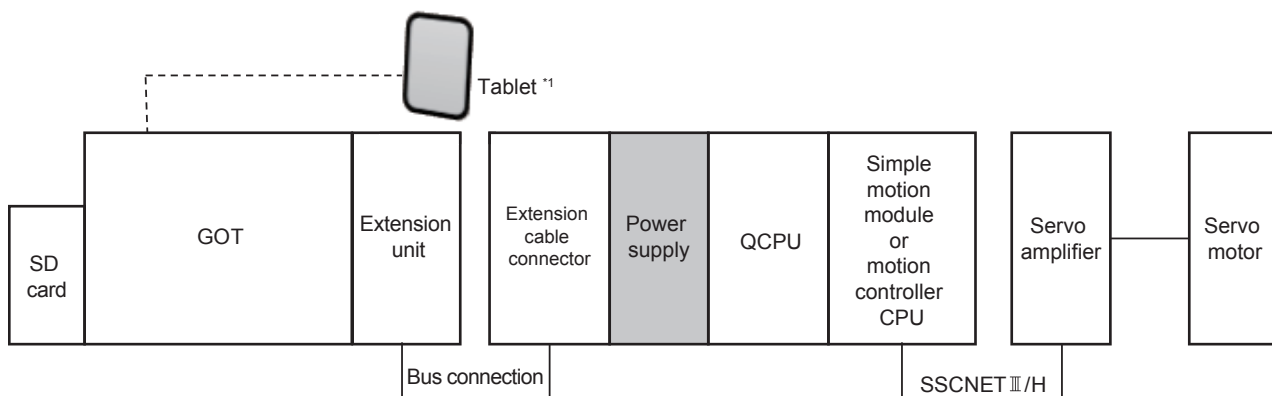 Tablet *1
SD
card
GOT
Extension
unit
Extension
cable
connector
Power
supply
QCPU
Simple
motion
module
or
motion
controller
CPU
Servo
amplifier
Servo
motor
Bus connection
SSCNETⅢ/H